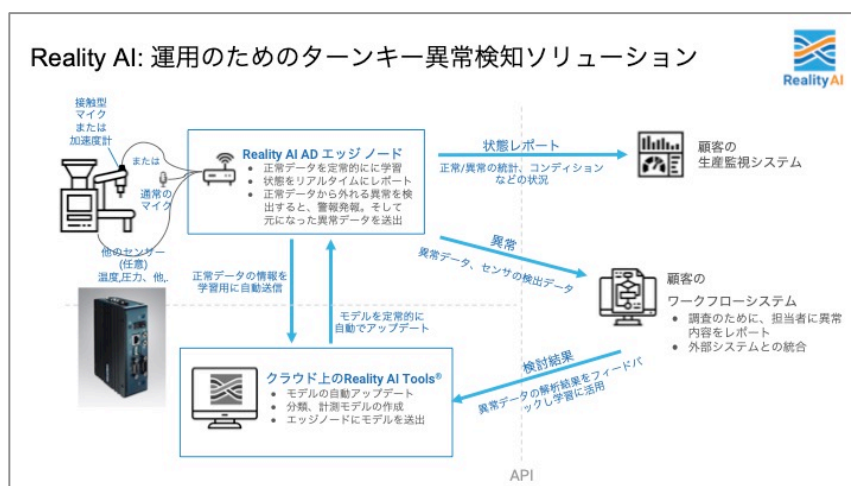 Reality AI: 運用のためのターンキー異常検知ソリューション
Reality AI
接触型
マイク
または
加速度計
または
通常の
マイク
他のセンサー
(任意)
温度,圧力、他,.
Reality AI AD エッジ ノード
• 正常データを定常的にに学習
• 状態をリアルタイムにレポート
• 正常データから外れる異常を検
出すると、警報発報。そして
元になった異常データを送出
状態レポート
正常/異常の統計、コンディション
などの状況
顧客の
生産監視システム
異常
異常データ、センサの検出データ
顧客の
ワークフローシステム
• 調査のために、担当者に異常
内容をレポート
• 外部システムとの統合
正常データの情報を
学習用に自動送信
モデルを定常的に
自動でアップデート
クラウド上のReality AI Tools®
• モデルの自動アップデート
• 分類、計測モデルの作成
• エッジノードにモデルを送出
検討結果
異常データの解析結果をフィードバ
ックし学習に活用
API